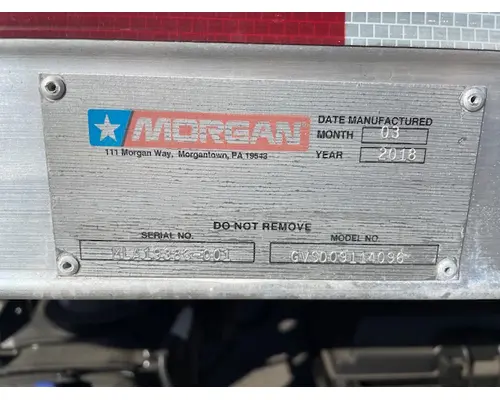 MORGAN
111 Morgan Way, Morgantown, PA 19543
DATE MANUFACTURED
MONTH 03
YEAR 2018
DO NOT REMOVE
SERIAL NO.
MODEL NO.
GVSD09114096